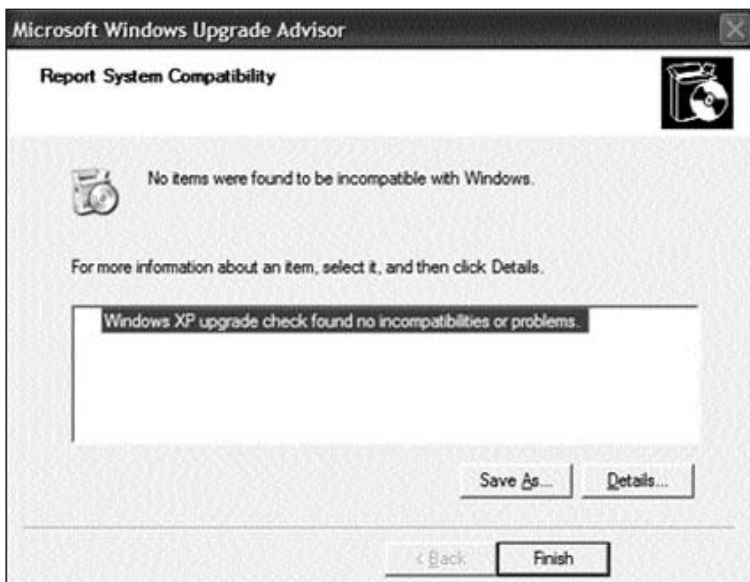 Microsoft Windows Upgrade Advisor
Report System Compatibility
No items were found to be incompatible with Windows.
For more information about an item, select it, and then click Details.
Windows XP upgrade check found no incompatibilities or problems.
Save As...
Details...
< Back
Finish